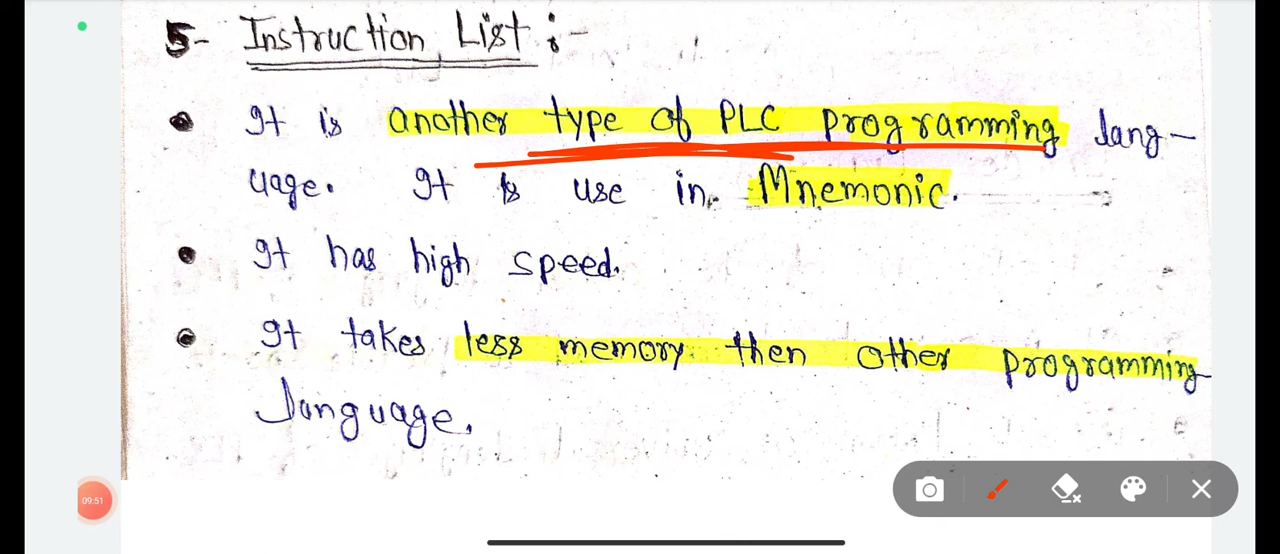 5- Instruction List :-
• It is another type of PLC programming lang-
uage. It is use in Mnemonic.
• It has high speed.
• It takes less memory then other programming
language.
09:51